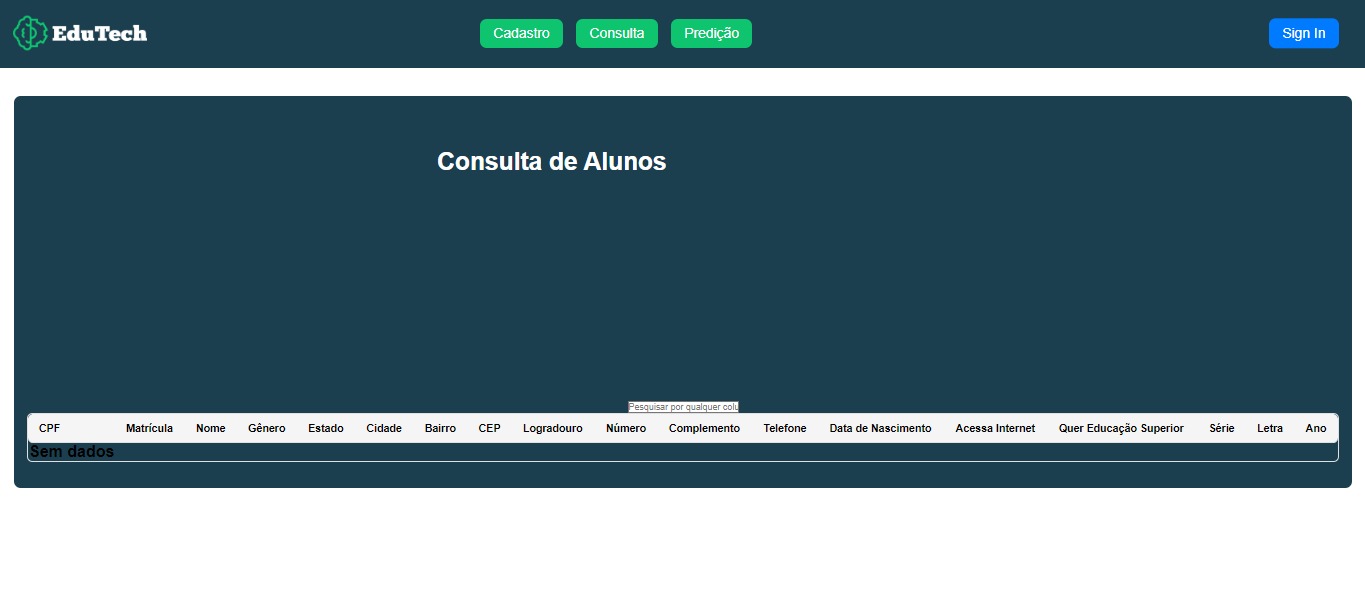 EduTech Cadastro Consulta Predição Sign In
Consulta de Alunos
Pesquisar por qualquer colu
CPF Matrícula Nome Gênero Estado Cidade Bairro CEP Logradouro Número Complemento Telefone Data de Nascimento Acessa Internet Quer Educação Superior Série Letra Ano
Sem dados